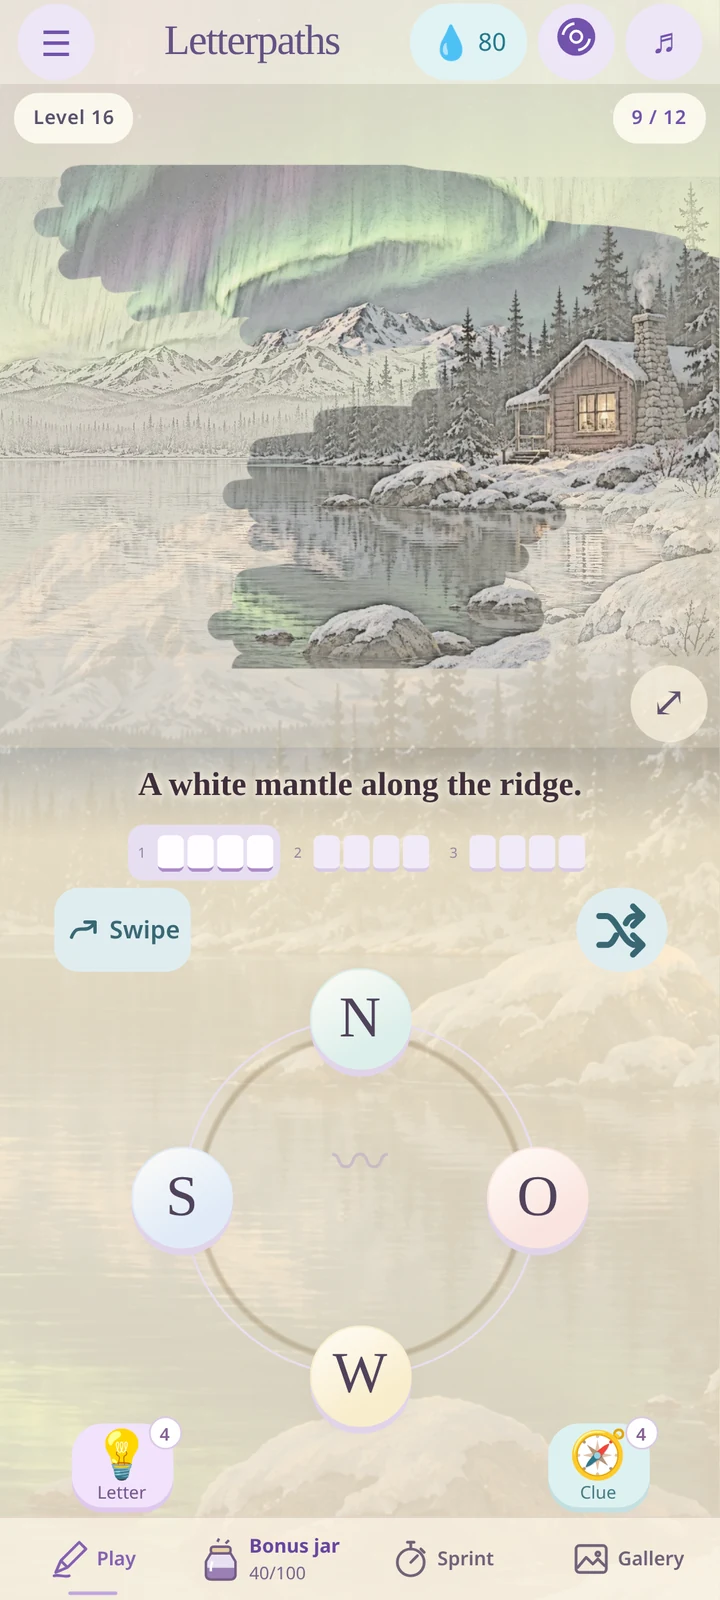 ☰ Letterpaths 80 ♬
Level 16 9 / 12
A white mantle along the ridge.
1 2 3
Swipe
N
S O
W
4 4
Letter Clue
Play Bonus jar 40/100 Sprint Gallery